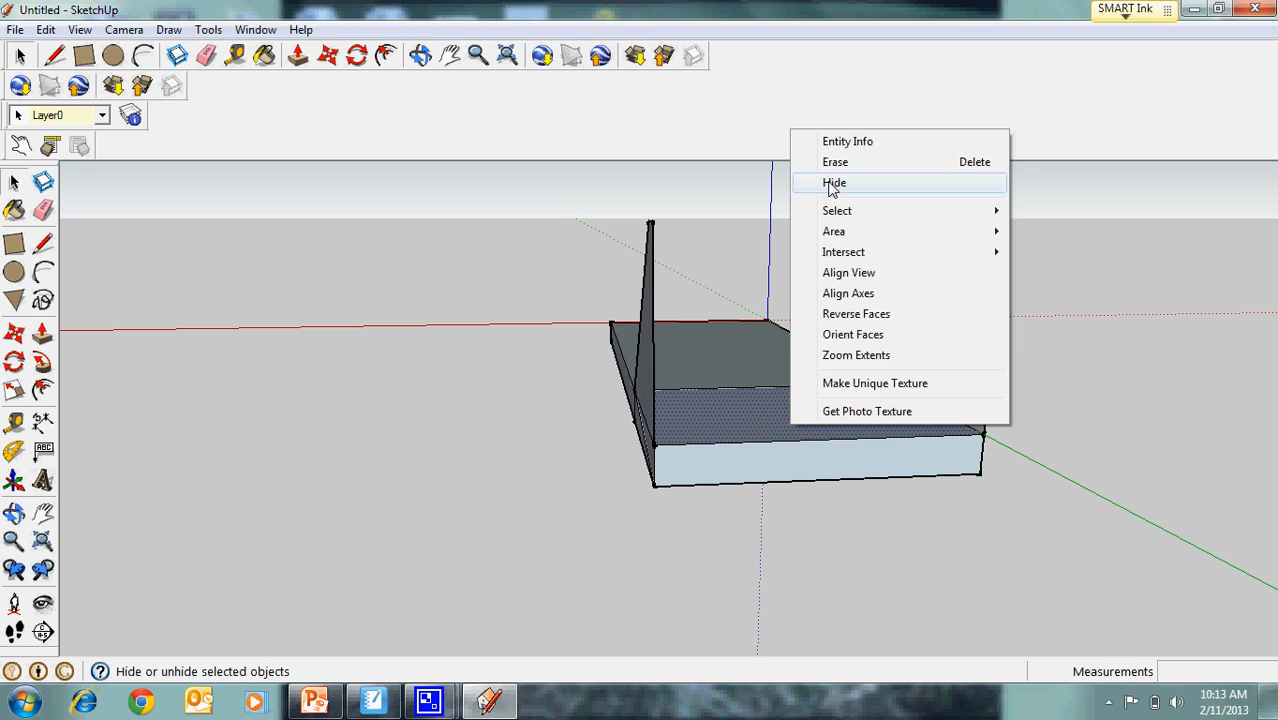 Untitled - SketchUp
SMART Ink
File Edit View Camera Draw Tools Window Help
Layer0
Entity Info
Erase Delete
Hide
Select
Area
Intersect
Align View
Align Axes
Reverse Faces
Orient Faces
Zoom Extents
Make Unique Texture
Get Photo Texture
ABC
Hide or unhide selected objects
Measurements
10:13 AM
2/11/2013